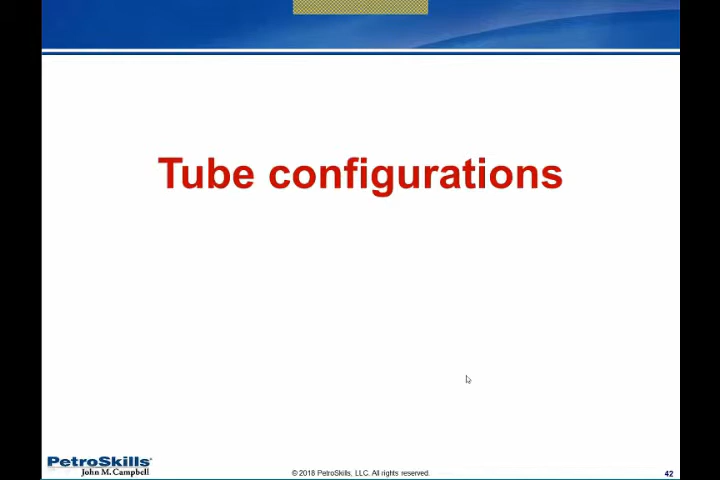 Tube configurations
PetroSkills®
John M. Campbell
© 2018 PetroSkills, LLC. All rights reserved.
42